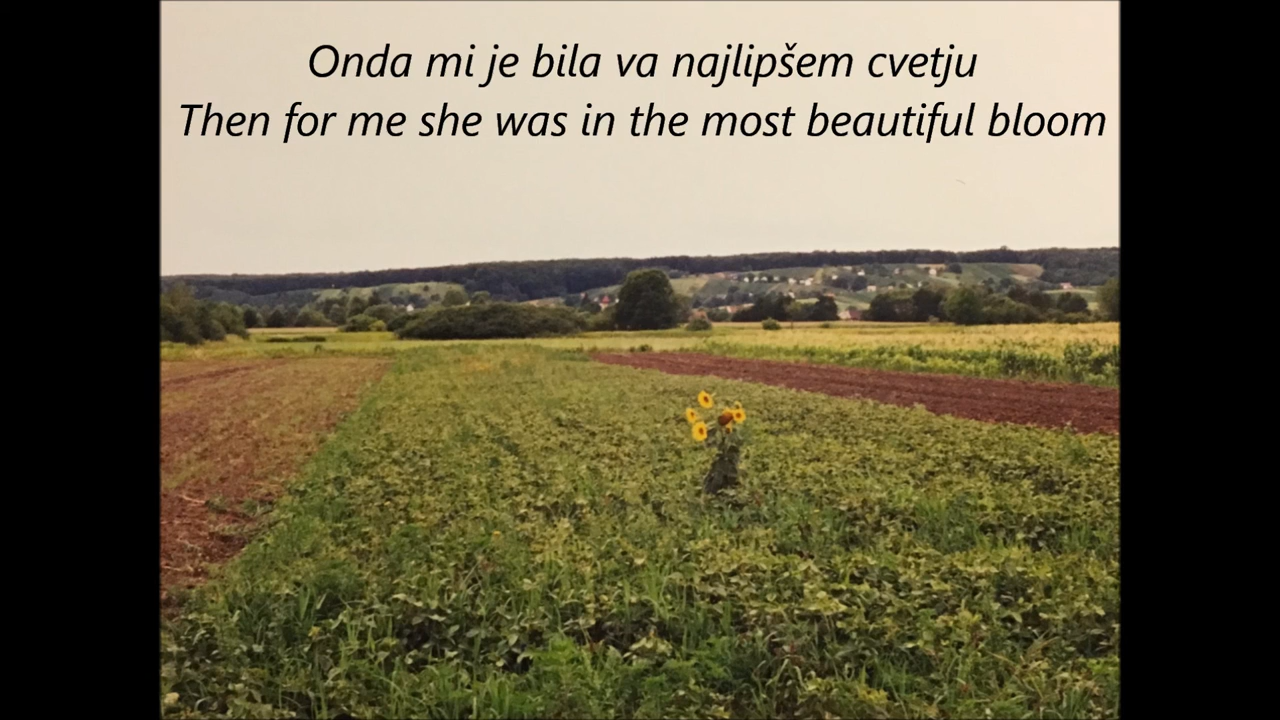 Onda mi je bila va najlipšem cvetju
Then for me she was in the most beautiful bloom